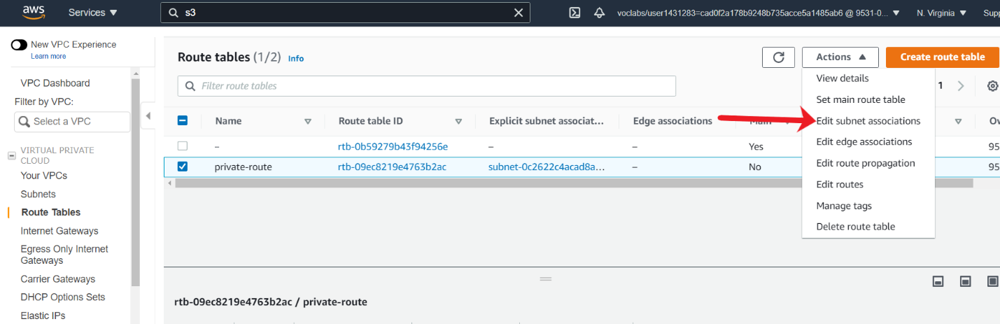 aws Services s3 voclabs/user1431283=cad0f2a178b9248b735acce5a1485ab6 @ 9531-0... N. Virginia Supp
New VPC Experience
Learn more
VPC Dashboard
Filter by VPC:
Select a VPC
VIRTUAL PRIVATE
CLOUD
Your VPCs
Subnets
Route Tables
Internet Gateways
Egress Only Internet
Gateways
Carrier Gateways
DHCP Options Sets
Elastic IPs
Route tables (1/2) Info
Actions
Create route table
Filter route tables
1
View details
Set main route table
Edit subnet associations
Edit edge associations
Edit route propagation
Edit routes
Manage tags
Delete route table
Name Route table ID Explicit subnet associat... Edge associations Main Ow
– rtb-0b59279b43f94256e – – Yes 95
private-route rtb-09ec8219e4763b2ac subnet-0c2622c4acad8a... – No 95
rtb-09ec8219e4763b2ac / private-route